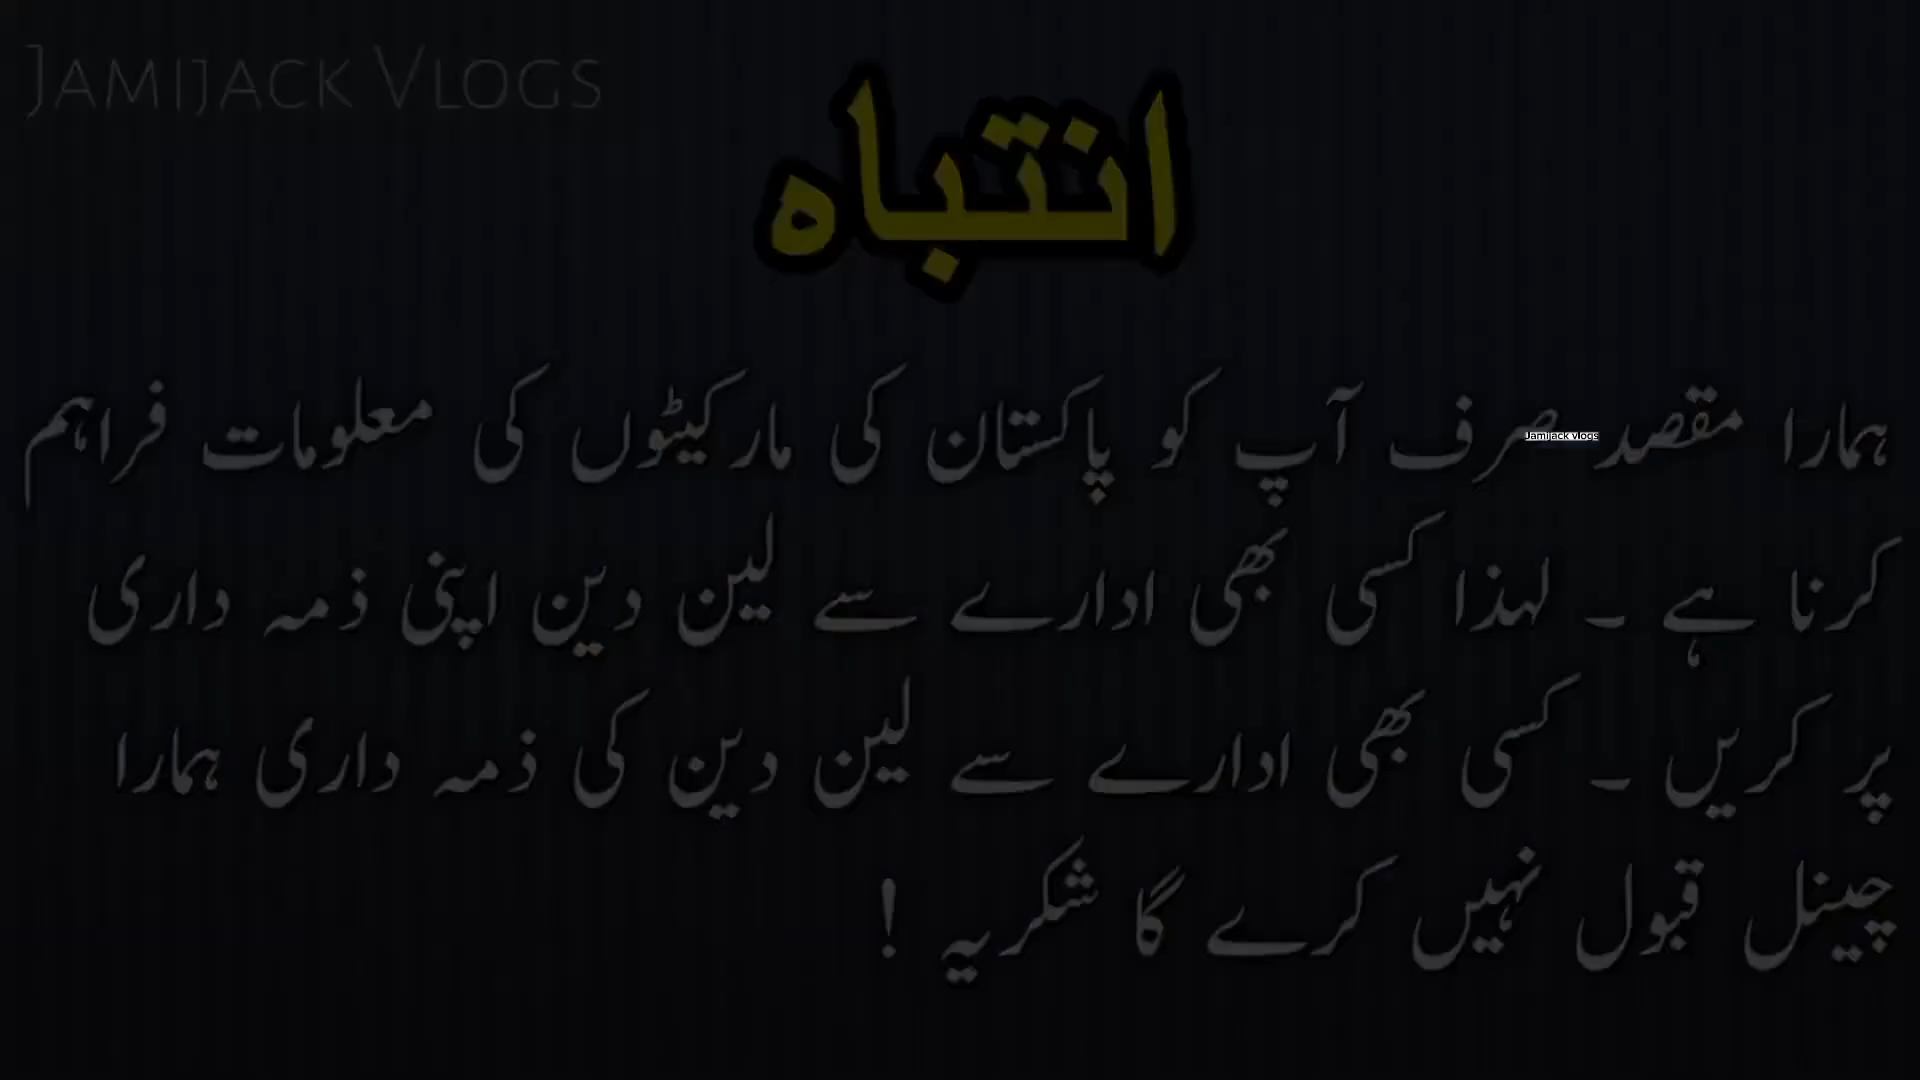 JAMIJACK VLOGS
انتباہ
ہمارا مقصد صرف آپ کو پاکستان کی مارکیٹوں کی معلومات فراہم
Jamijack vlogs
کرنا ہے ۔ لہذا کسی بھی ادارے سے لین دین اپنی ذمہ داری
پر کریں ۔ کسی بھی ادارے سے لین دین کی ذمہ داری ہمارا
چینل قبول نہیں کرے گا شکریہ !